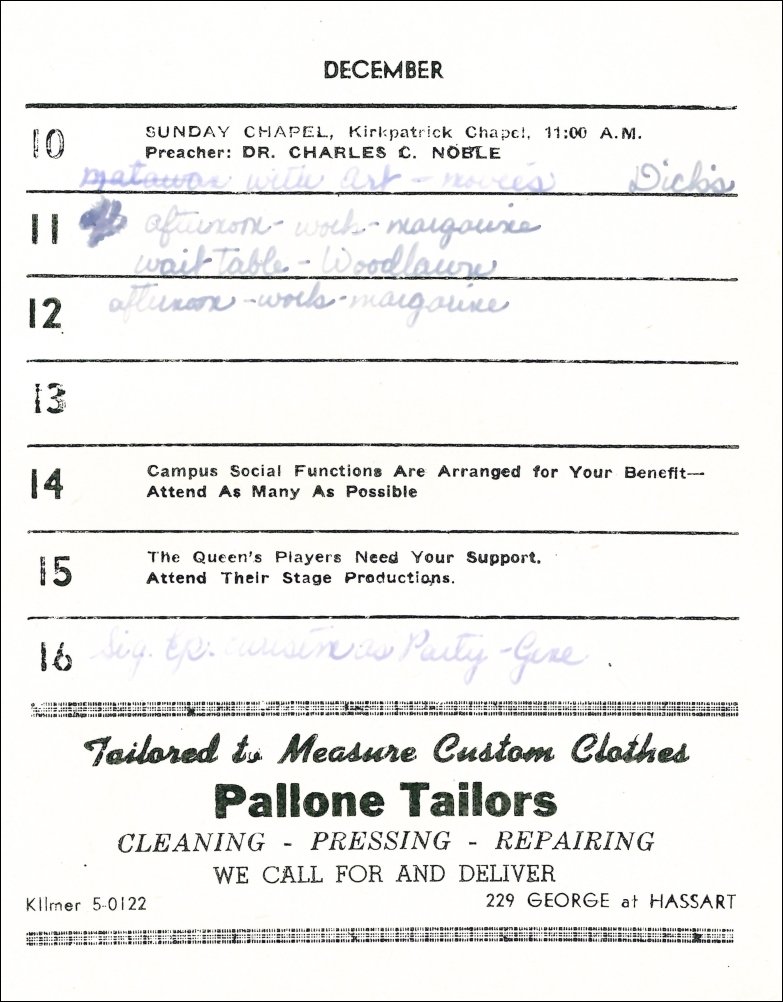 DECEMBER
10 SUNDAY CHAPEL, Kirkpatrick Chapel, 11:00 A.M.
Preacher: DR. CHARLES C. NOBLE
matawan with Art - movies Dick's
11 afternoon - work - margarine
wait Table - Woodlawn
12 afternoon - work - margarine
13
14 Campus Social Functions Are Arranged for Your Benefit—
Attend As Many As Possible
15 The Queen's Players Need Your Support.
Attend Their Stage Productions.
16 Sig. Ep. Party - Gene
Tailored to Measure Custom Clothes
Pallone Tailors
CLEANING - PRESSING - REPAIRING
WE CALL FOR AND DELIVER
KIlmer 5-0122 229 GEORGE at HASSART